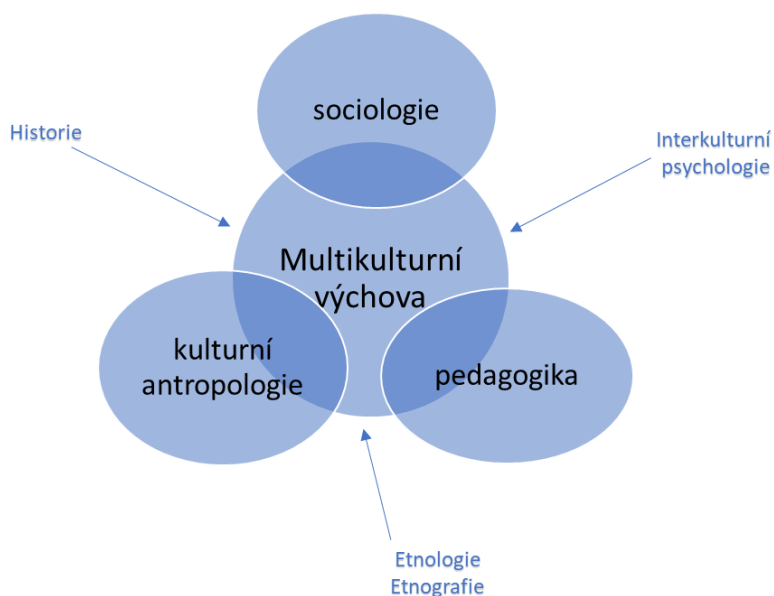 sociologie
Historie
Interkulturní
psychologie
Multikulturní
výchova
kulturní
antropologie
pedagogika
Etnologie
Etnografie